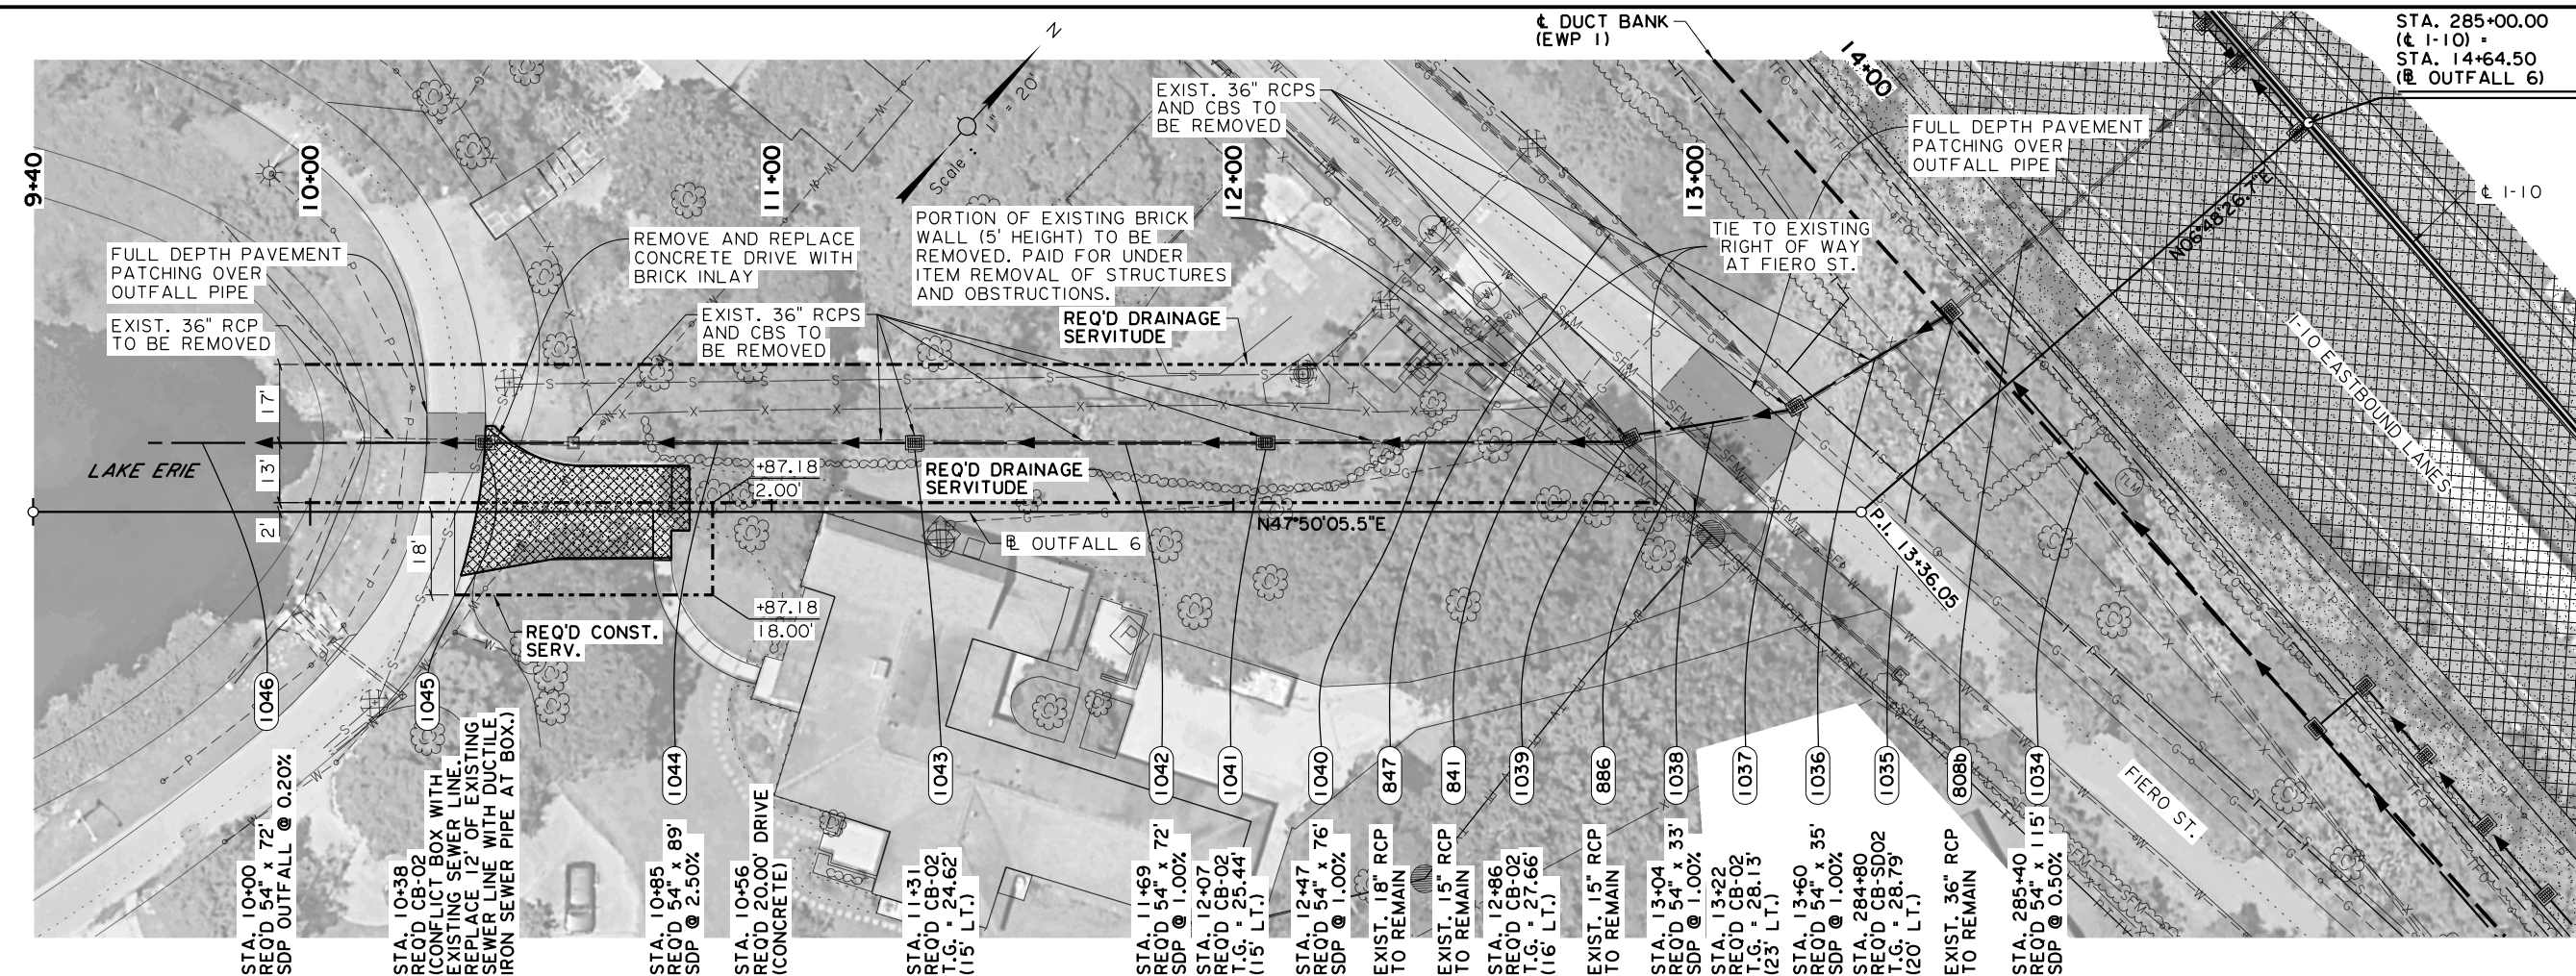 ℄ DUCT BANK
(EWP 1)
STA. 285+00.00
(℄ I-10) =
STA. 14+64.50
(B̲L̲ OUTFALL 6)
N
Scale : 1" = 20'
EXIST. 36" RCPS
AND CBS TO
BE REMOVED
14+00
FULL DEPTH PAVEMENT
PATCHING OVER
OUTFALL PIPE
9+40
10+00
11+00
12+00
13+00
℄ I-10
N06°48'26.7"E
FULL DEPTH PAVEMENT
PATCHING OVER
OUTFALL PIPE
REMOVE AND REPLACE
CONCRETE DRIVE WITH
BRICK INLAY
PORTION OF EXISTING BRICK
WALL (5' HEIGHT) TO BE
REMOVED. PAID FOR UNDER
ITEM REMOVAL OF STRUCTURES
AND OBSTRUCTIONS.
TIE TO EXISTING
RIGHT OF WAY
AT FIERO ST.
EXIST. 36" RCP
TO BE REMOVED
EXIST. 36" RCPS
AND CBS TO
BE REMOVED
REQ'D DRAINAGE
SERVITUDE
I-10 EASTBOUND LANES
17'
13'
2'
18'
LAKE ERIE
+87.18
2.00'
REQ'D DRAINAGE
SERVITUDE
N47°50'05.5"E
B̲L̲ OUTFALL 6
P.I. 13+36.05
+87.18
18.00'
REQ'D CONST.
SERV.
FIERO ST.
1046
STA. 10+00
REQ'D 54" x 72'
SDP OUTFALL @ 0.20%
1045
STA. 10+38
REQ'D CB-02
(CONFLICT BOX WITH
EXISTING SEWER LINE.
REPLACE 12' OF EXISTING
SEWER LINE WITH DUCTILE
IRON SEWER PIPE AT BOX.)
1044
STA. 10+85
REQ'D 54" x 89'
SDP @ 2.50%
STA. 10+56
REQ'D 20.00' DRIVE
(CONCRETE)
1043
STA. 11+31
REQ'D CB-02
T.G. = 24.62'
(15' LT.)
1042
STA. 11+69
REQ'D 54" x 72'
SDP @ 1.00%
1041
STA. 12+07
REQ'D CB-02
T.G. = 25.44'
(15' LT.)
1040
STA. 12+47
REQ'D 54" x 76'
SDP @ 1.00%
847
EXIST. 18" RCP
TO REMAIN
841
EXIST. 15" RCP
TO REMAIN
1039
STA. 12+86
REQ'D CB-02
T.G. = 27.66'
(16' LT.)
886
EXIST. 15" RCP
TO REMAIN
1038
STA. 13+04
REQ'D 54" x 33'
SDP @ 1.00%
1037
STA. 13+22
REQ'D CB-02
T.G. = 28.13'
(23' LT.)
1036
STA. 13+60
REQ'D 54" x 35'
SDP @ 1.00%
1035
STA. 284+80
REQ'D CB-SD02
T.G. = 28.79'
(20' LT.)
808b
EXIST. 36" RCP
TO REMAIN
1034
STA. 285+40
REQ'D 54" x 115'
SDP @ 0.50%